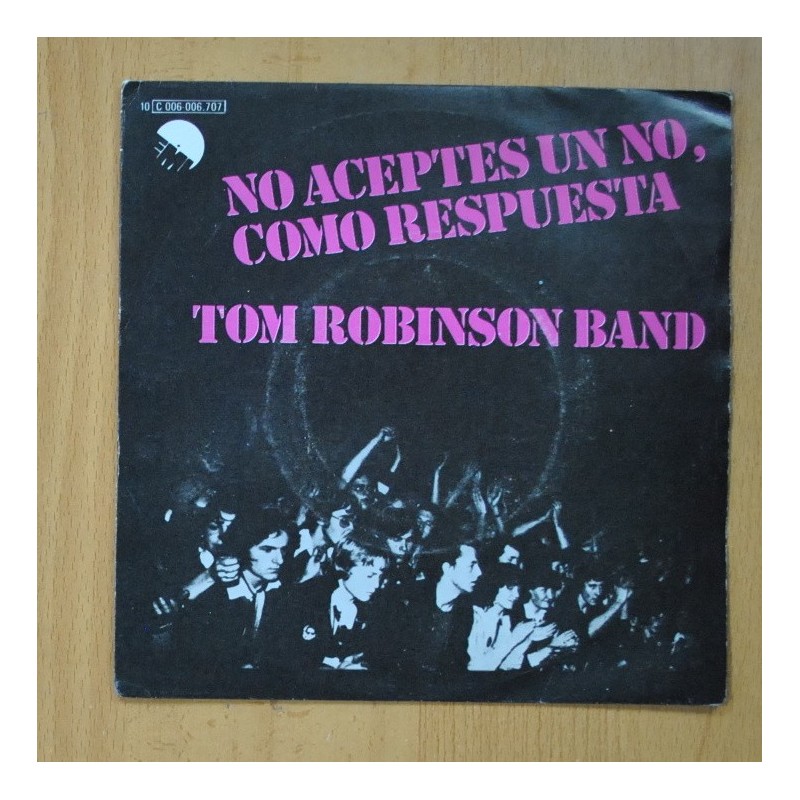 10 C 006-006.707
EMI
NO ACEPTES UN NO,
COMO RESPUESTA
TOM ROBINSON BAND